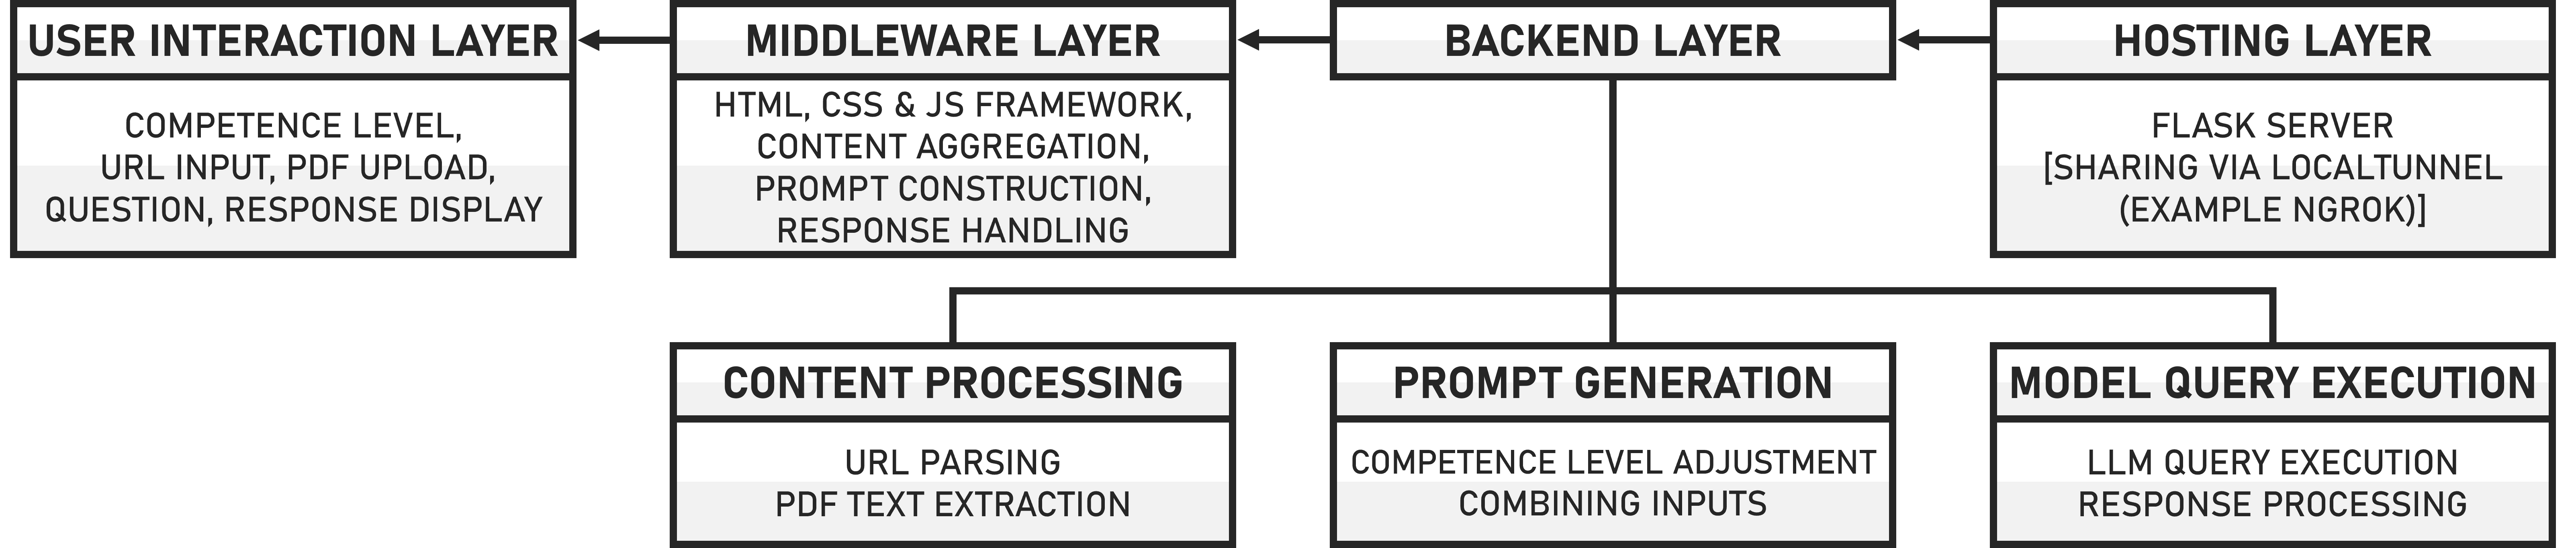 USER INTERACTION LAYER
COMPETENCE LEVEL,
URL INPUT, PDF UPLOAD,
QUESTION, RESPONSE DISPLAY
MIDDLEWARE LAYER
HTML, CSS & JS FRAMEWORK,
CONTENT AGGREGATION,
PROMPT CONSTRUCTION,
RESPONSE HANDLING
BACKEND LAYER
HOSTING LAYER
FLASK SERVER
[SHARING VIA LOCALTUNNEL
(EXAMPLE NGROK)]
CONTENT PROCESSING
URL PARSING
PDF TEXT EXTRACTION
PROMPT GENERATION
COMPETENCE LEVEL ADJUSTMENT
COMBINING INPUTS
MODEL QUERY EXECUTION
LLM QUERY EXECUTION
RESPONSE PROCESSING